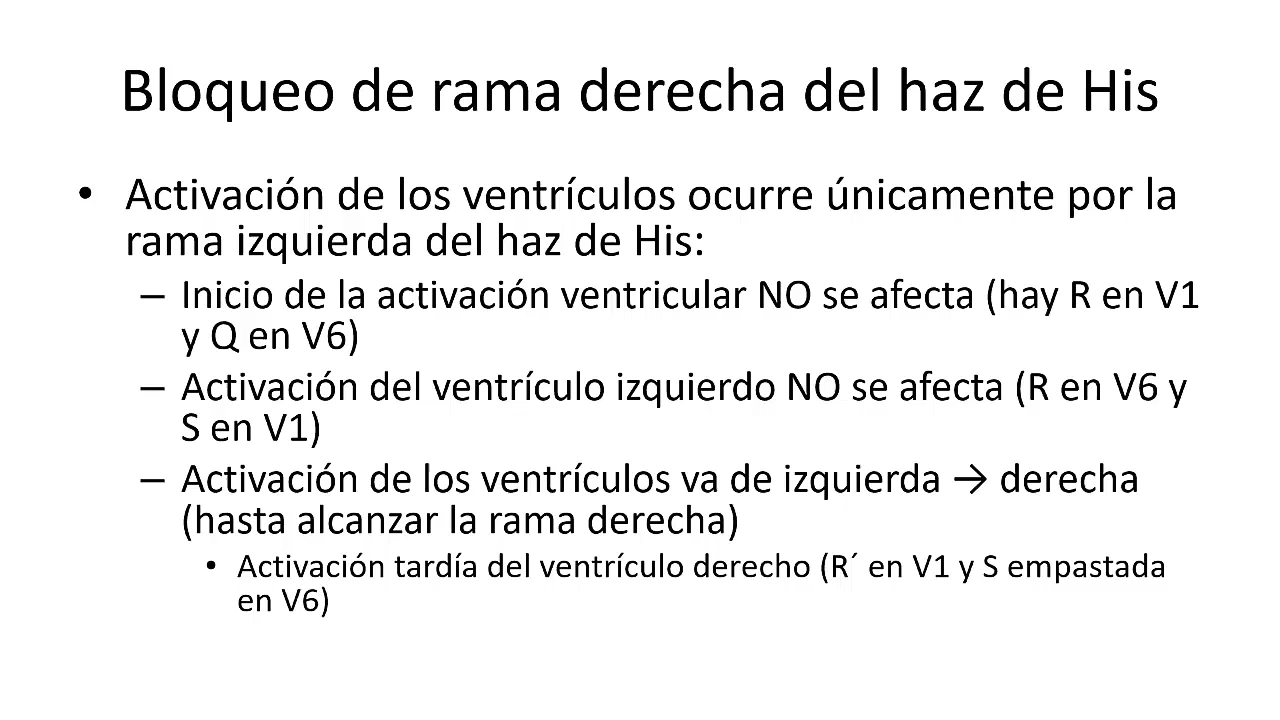 Bloqueo de rama derecha del haz de His
• Activación de los ventrículos ocurre únicamente por la
rama izquierda del haz de His:
– Inicio de la activación ventricular NO se afecta (hay R en V1
y Q en V6)
– Activación del ventrículo izquierdo NO se afecta (R en V6 y
S en V1)
– Activación de los ventrículos va de izquierda → derecha
(hasta alcanzar la rama derecha)
• Activación tardía del ventrículo derecho (R´ en V1 y S empastada
en V6)